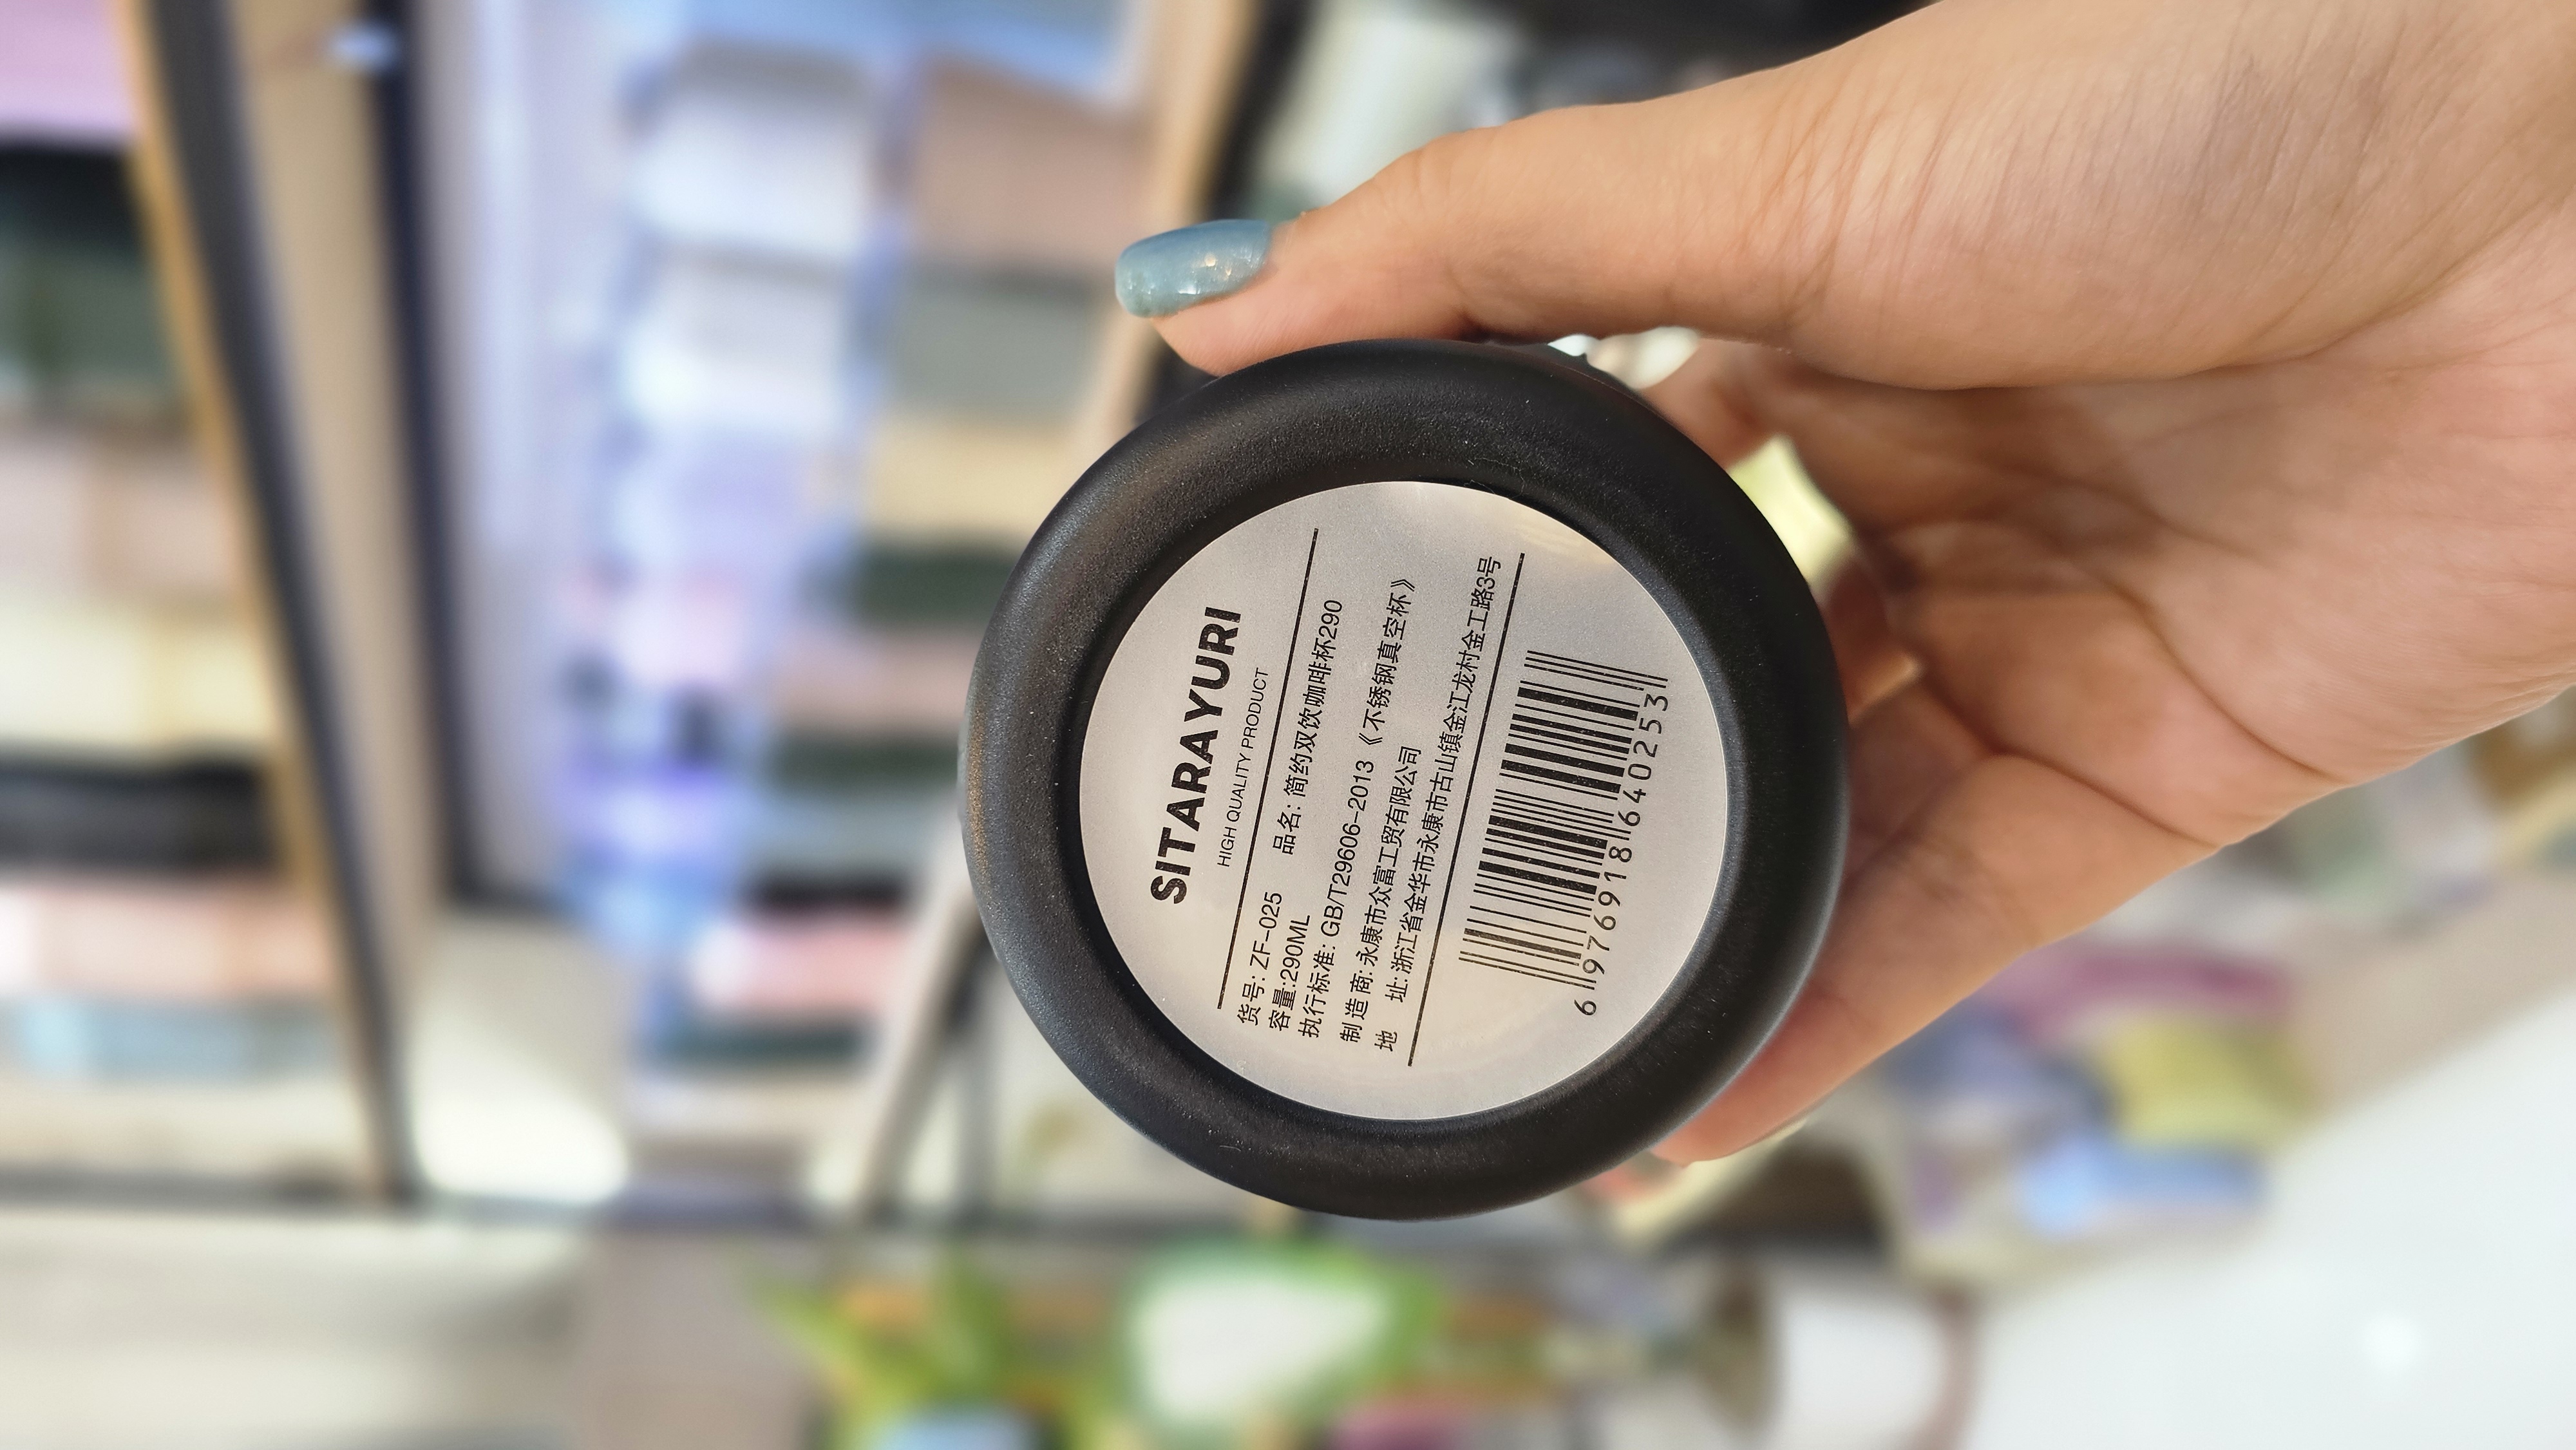 SITARAYURI
HIGH QUALITY PRODUCT
货号: ZF-025 品名: 简约双饮咖啡杯290
容量:290ML
执行标准: GB/T29606-2013《不锈钢真空杯》
制造商: 永康市众富工贸有限公司
地 址: 浙江省金华市永康市古山镇金江龙村金工路3号
6 976918 640253